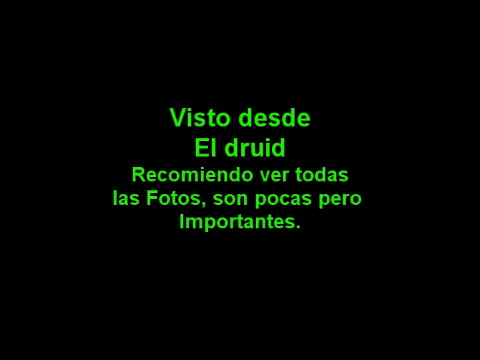 Visto desde
El druid
Recomiendo ver todas
las Fotos, son pocas pero
Importantes.